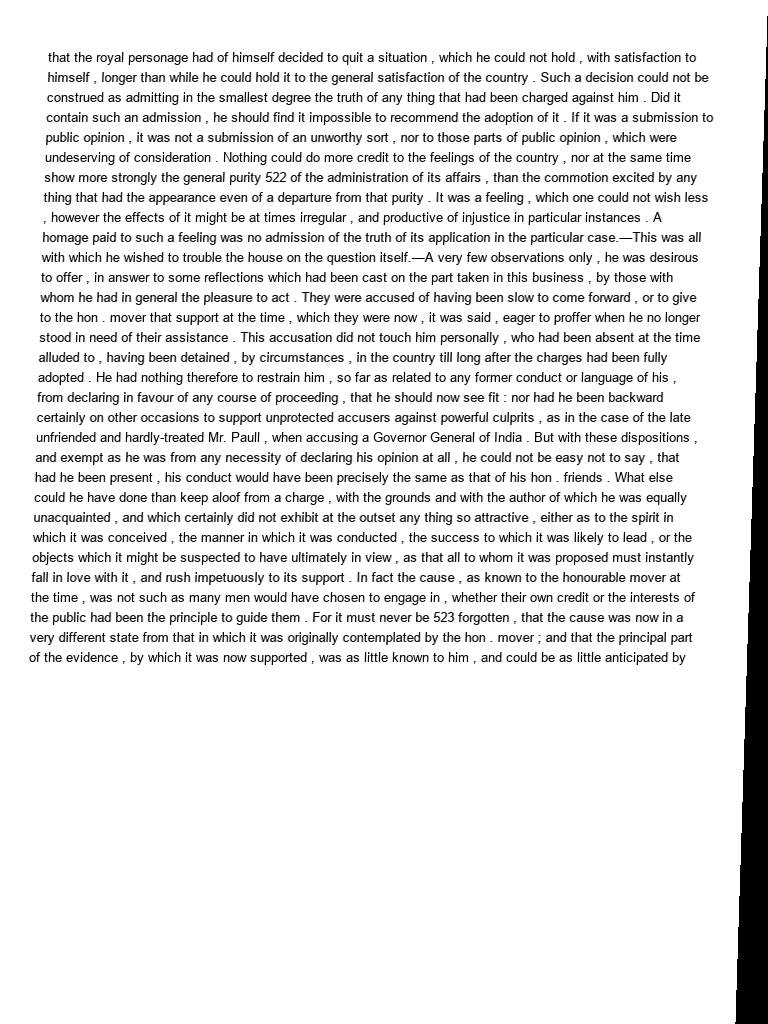 that the royal personage had of himself decided to quit a situation , which he could not hold , with satisfaction to
himself , longer than while he could hold it to the general satisfaction of the country . Such a decision could not be
construed as admitting in the smallest degree the truth of any thing that had been charged against him . Did it
contain such an admission , he should find it impossible to recommend the adoption of it . If it was a submission to
public opinion , it was not a submission of an unworthy sort , nor to those parts of public opinion , which were
undeserving of consideration . Nothing could do more credit to the feelings of the country , nor at the same time
show more strongly the general purity 522 of the administration of its affairs , than the commotion excited by any
thing that had the appearance even of a departure from that purity . It was a feeling , which one could not wish less
, however the effects of it might be at times irregular , and productive of injustice in particular instances . A
homage paid to such a feeling was no admission of the truth of its application in the particular case.—This was all
with which he wished to trouble the house on the question itself.—A very few observations only , he was desirous
to offer , in answer to some reflections which had been cast on the part taken in this business , by those with
whom he had in general the pleasure to act . They were accused of having been slow to come forward , or to give
to the hon . mover that support at the time , which they were now , it was said , eager to proffer when he no longer
stood in need of their assistance . This accusation did not touch him personally , who had been absent at the time
alluded to , having been detained , by circumstances , in the country till long after the charges had been fully
adopted . He had nothing therefore to restrain him , so far as related to any former conduct or language of his ,
from declaring in favour of any course of proceeding , that he should now see fit : nor had he been backward
certainly on other occasions to support unprotected accusers against powerful culprits , as in the case of the late
unfriended and hardly-treated Mr. Paull , when accusing a Governor General of India . But with these dispositions ,
and exempt as he was from any necessity of declaring his opinion at all , he could not be easy not to say , that
had he been present , his conduct would have been precisely the same as that of his hon . friends . What else
could he have done than keep aloof from a charge , with the grounds and with the author of which he was equally
unacquainted , and which certainly did not exhibit at the outset any thing so attractive , either as to the spirit in
which it was conceived , the manner in which it was conducted , the success to which it was likely to lead , or the
objects which it might be suspected to have ultimately in view , as that all to whom it was proposed must instantly
fall in love with it , and rush impetuously to its support . In fact the cause , as known to the honourable mover at
the time , was not such as many men would have chosen to engage in , whether their own credit or the interests of
the public had been the principle to guide them . For it must never be 523 forgotten , that the cause was now in a
very different state from that in which it was originally contemplated by the hon . mover ; and that the principal part
of the evidence , by which it was now supported , was as little known to him , and could be as little anticipated by